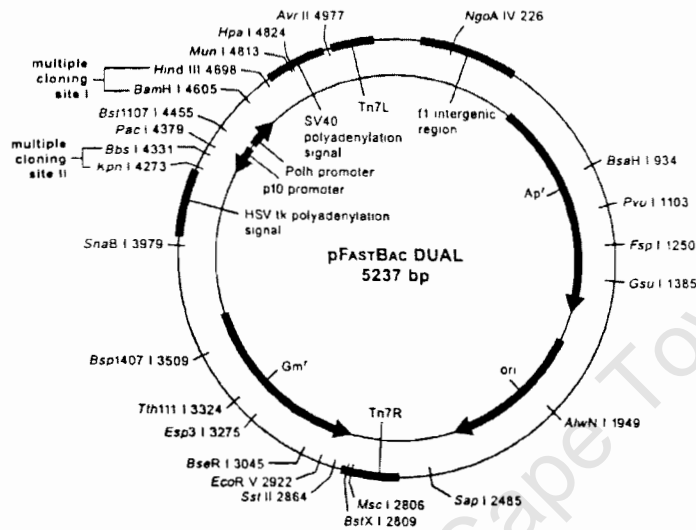 Avr II 4977
Hpa I 4824
Mun I 4813
multiple
cloning
site I
Hind III 4698
BamH I 4605
Bst1107 I 4455
Pac I 4379
multiple
cloning
site II
Bbs I 4331
Kpn I 4273
SnaB I 3979
Bsp1407 I 3509
Tth111 I 3324
Esp3 I 3275
BseR I 3045
EcoR V 2922
Sst II 2864
NgoA IV 226
Tn7L
f1 intergenic
region
SV40
polyadenylation
signal
Polh promoter
p10 promoter
HSV tk polyadenylation
signal
pFASTBAC DUAL
5237 bp
Apr
BsaH I 934
Pvu I 1103
Fsp I 1250
Gsu I 1385
Gmr
ori
Tn7R
AlwN I 1949
Sap I 2485
Msc I 2806
BstX I 2809
Cape Tow